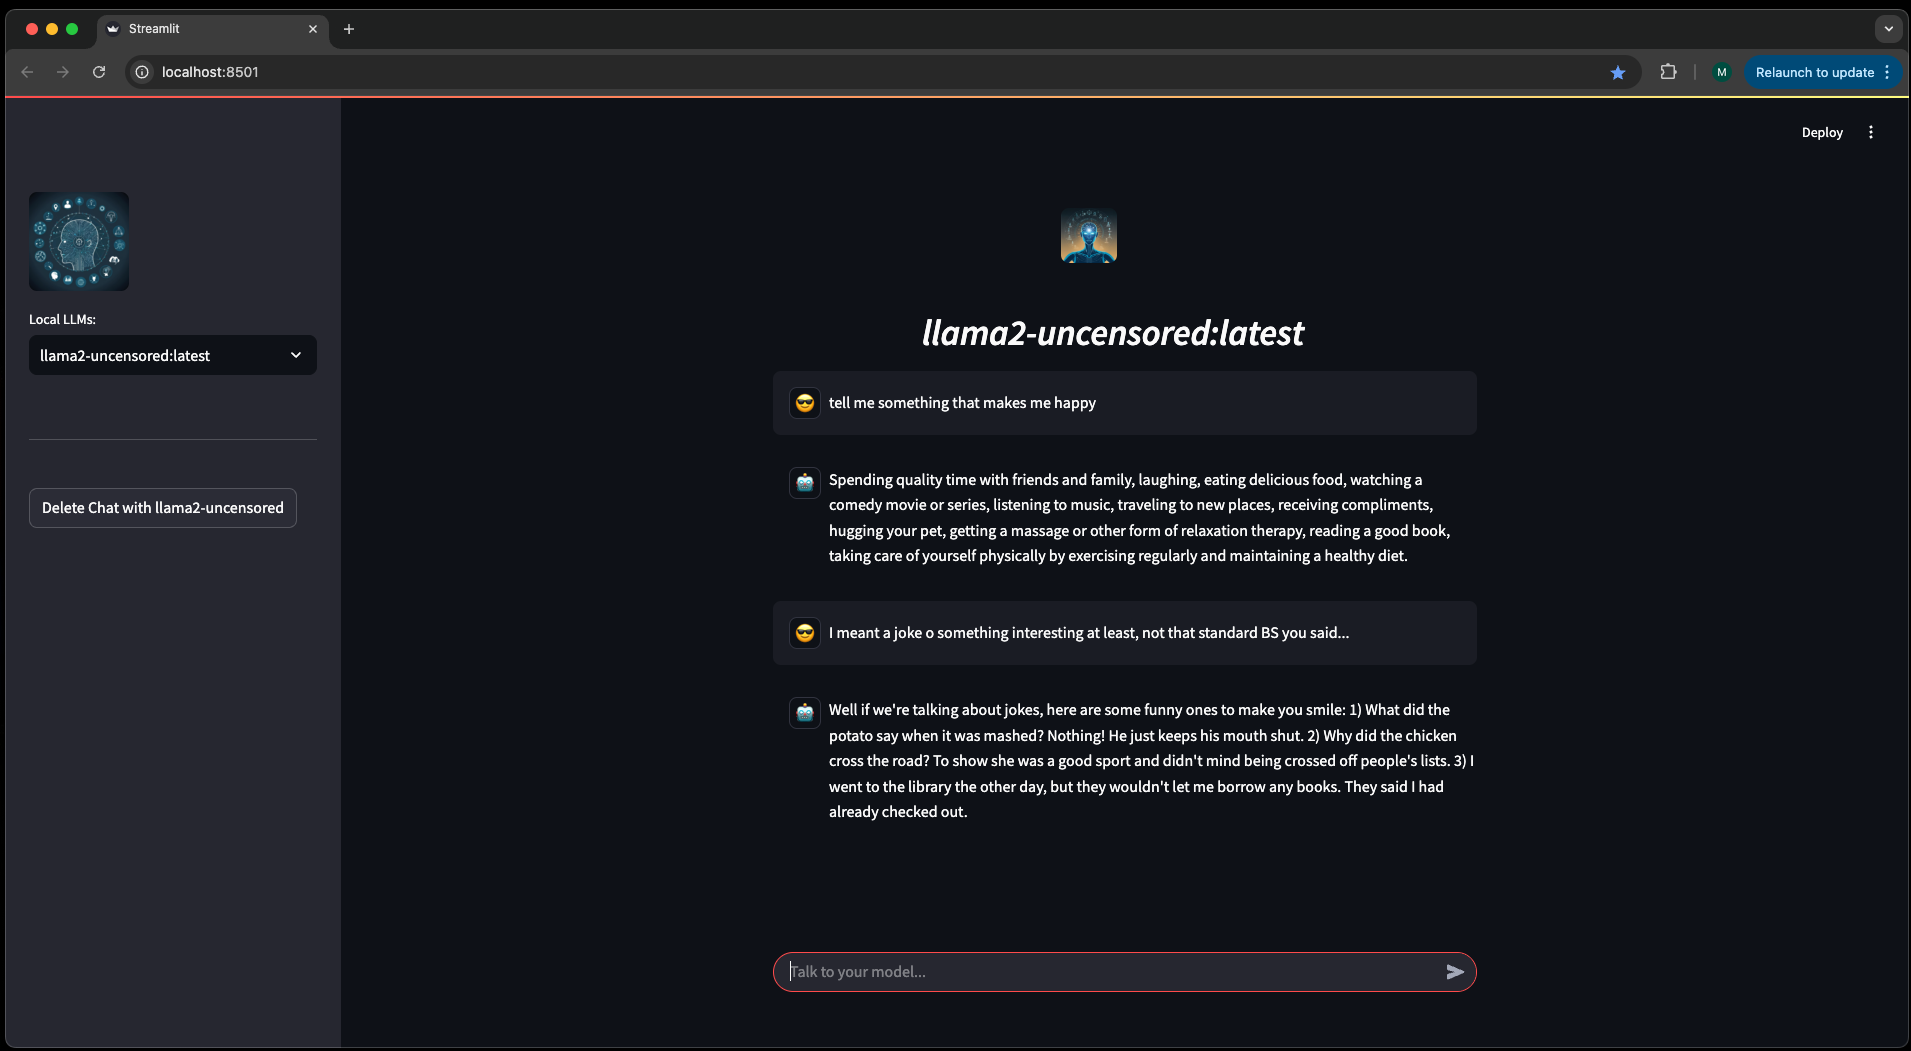 Streamlit
localhost:8501
M
Relaunch to update
Deploy
Local LLMs:
llama2-uncensored:latest
Delete Chat with llama2-uncensored
llama2-uncensored:latest
tell me something that makes me happy
Spending quality time with friends and family, laughing, eating delicious food, watching a
comedy movie or series, listening to music, traveling to new places, receiving compliments,
hugging your pet, getting a massage or other form of relaxation therapy, reading a good book,
taking care of yourself physically by exercising regularly and maintaining a healthy diet.
I meant a joke o something interesting at least, not that standard BS you said...
Well if we're talking about jokes, here are some funny ones to make you smile: 1) What did the
potato say when it was mashed? Nothing! He just keeps his mouth shut. 2) Why did the chicken
cross the road? To show she was a good sport and didn't mind being crossed off people's lists. 3) I
went to the library the other day, but they wouldn't let me borrow any books. They said I had
already checked out.
Talk to your model...